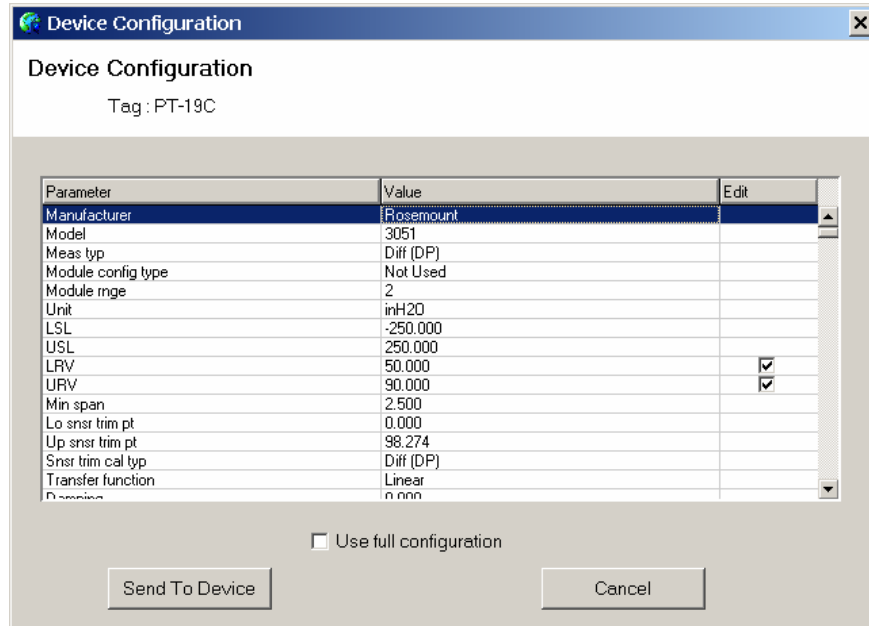 Device Configuration
Device Configuration
Tag : PT-19C
Parameter Value Edit
Manufacturer Rosemount
Model 3051
Meas typ Diff (DP)
Module config type Not Used
Module rnge 2
Unit inH2O
LSL -250.000
USL 250.000
LRV 50.000
URV 90.000
Min span 2.500
Lo snsr trim pt 0.000
Up snsr trim pt 98.274
Snsr trim cal typ Diff (DP)
Transfer function Linear
Damping 0.000
Use full configuration
Send To Device Cancel